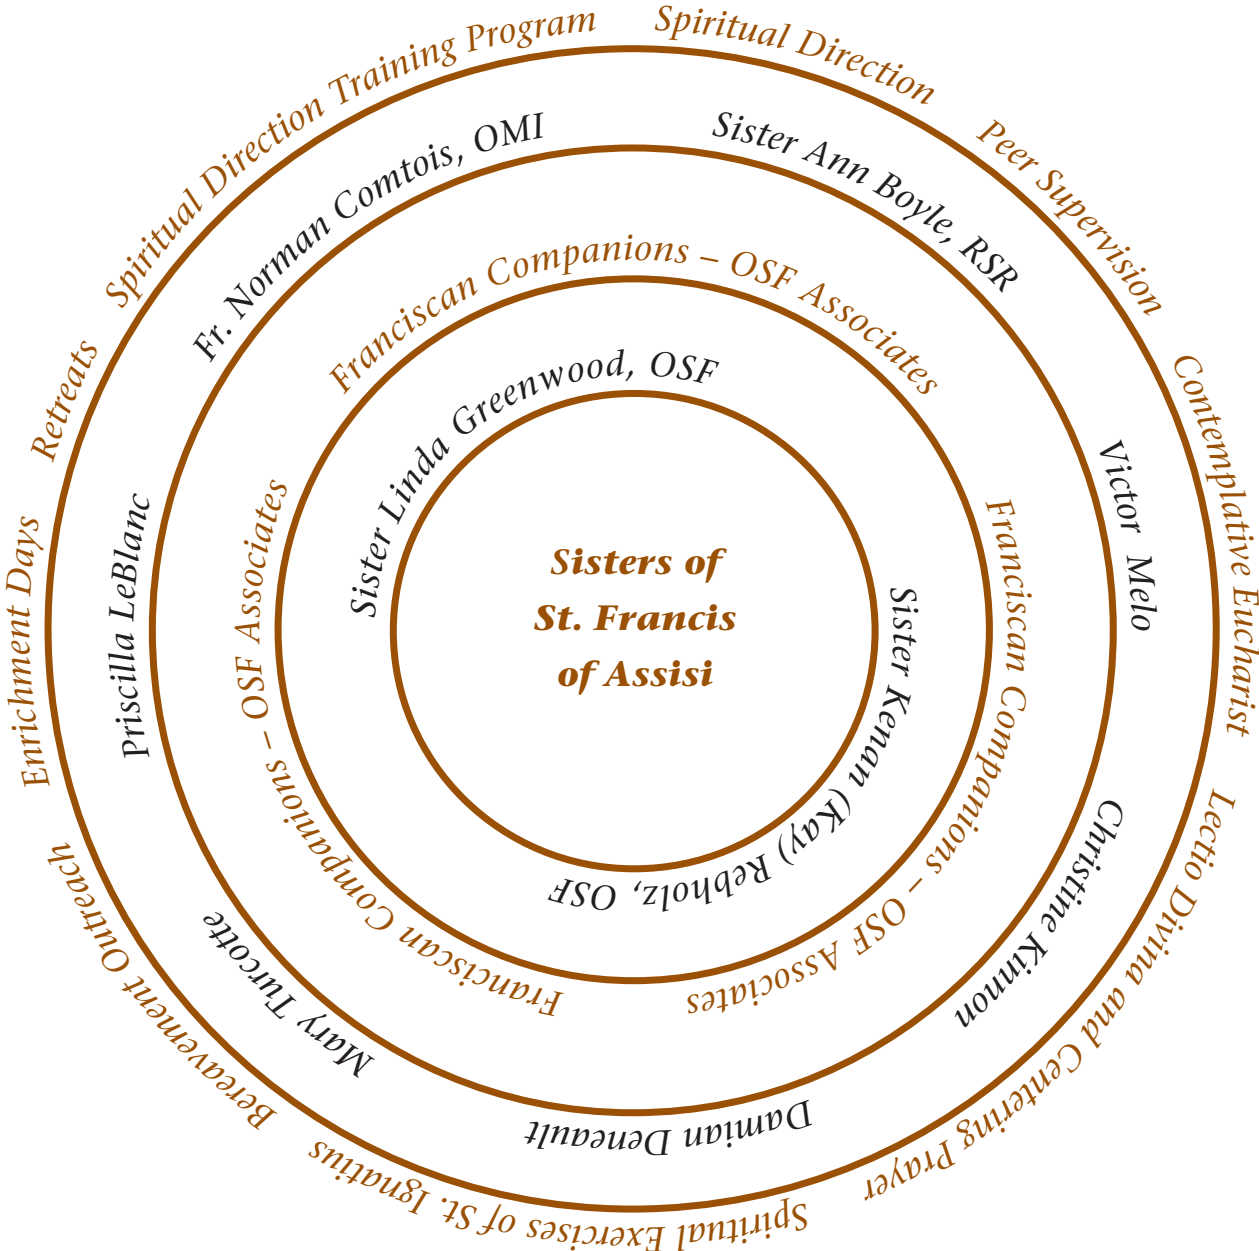 Spiritual Direction Training Program
Spiritual Direction
Peer Supervision
Contemplative Eucharist
Lectio Divina and Centering Prayer
Spiritual Exercises of St. Ignatius
Bereavement Outreach
Enrichment Days
Retreats
Fr. Norman Comtois, OMI
Sister Ann Boyle, RSR
Victor Melo
Christine Kinnon
Damian Deneault
Mary Turcotte
Priscilla LeBlanc
Franciscan Companions – OSF Associates
Franciscan Companions – OSF Associates
Franciscan Companions – OSF Associates
Sister Linda Greenwood, OSF
Sister Kenan (Kay) Rebholz, OSF
Sisters of
St. Francis
of Assisi